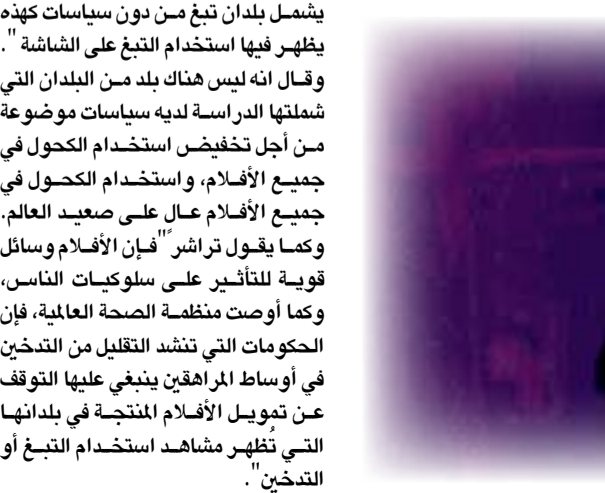 يشمل بلدان تبغ من دون سياسات كهذه
يظهر فيها استخدام التبغ على الشاشة ".
وقال انه ليس هناك بلد من البلدان التي
شملتها الدراسة لديه سياسات موضوعة
من أجل تخفيض استخدام الكحول في
جميع الأفلام، واستخدام الكحول في
جميع الأفلام عال على صعيد العالم.
وكما يقول تراشر ً"فإن الأفلام وسائل
قوية للتأثير على سلوكيات الناس،
وكما أوصت منظمة الصحة العالمية، فإن
الحكومات التي تنشد التقليل من التدخين
في أوساط المراهقين ينبغي عليها التوقف
عن تمويل الأفلام المنتجة في بلدانها
التي تُظهر مشاهد استخدام التبغ أو
التدخين".